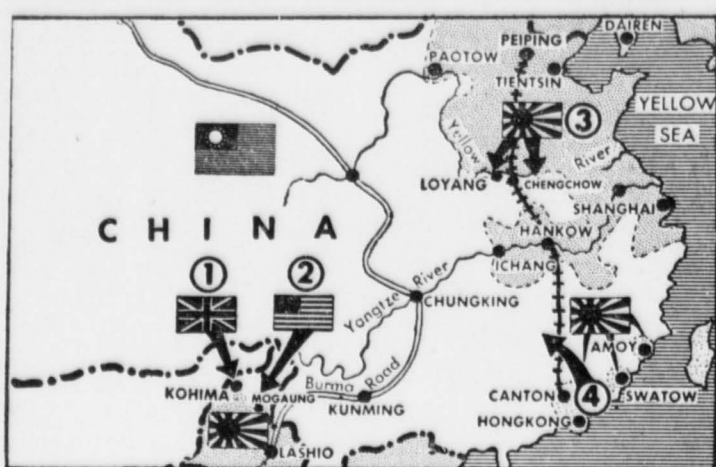 DAIREN
PEIPING
PAOTOW
TIENTSIN
YELLOW
SEA
3
Yellow
River
LOYANG
CHENGCHOW
SHANGHAI
CHINA
HANKOW
ICHANG
1
2
Yangtze River
CHUNGKING
AMOY
KOHIMA
MOGAUNG
Burma Road
KUNMING
CANTON
4
SWATOW
HONGKONG
LASHIO